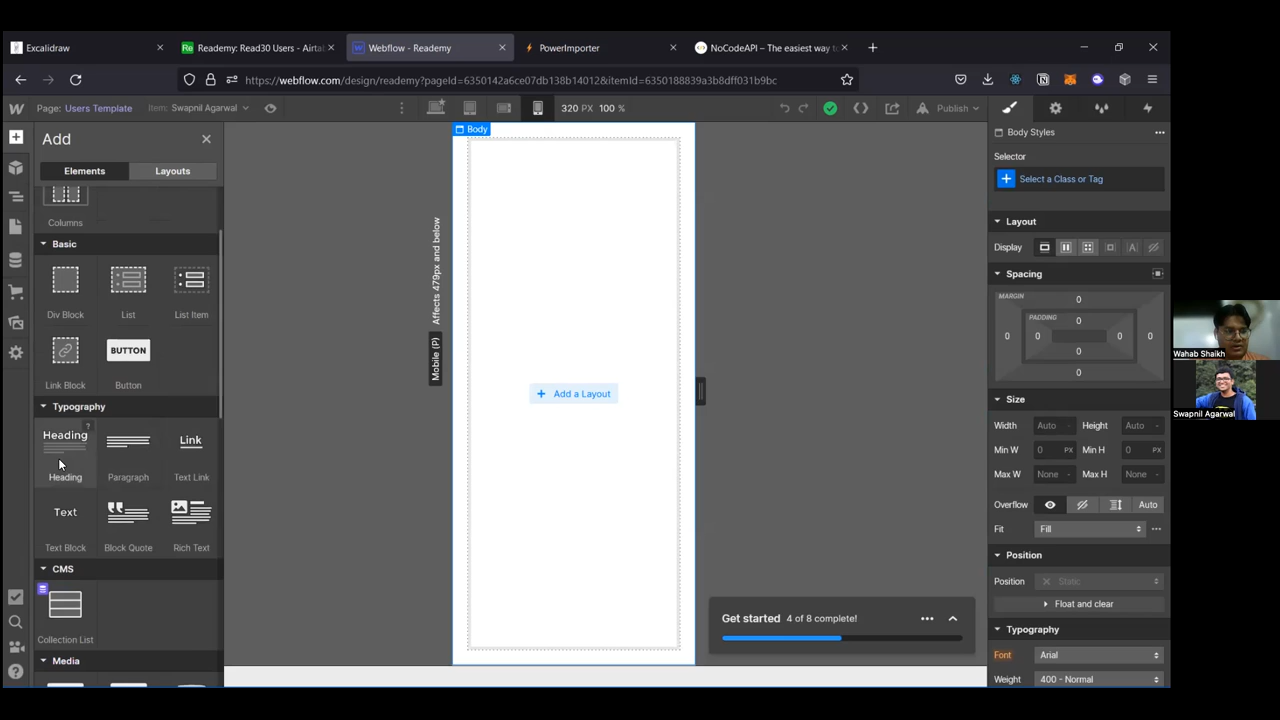 Excalidraw
Re Reademy: Read30 Users - Airta
Webflow - Reademy
PowerImporter
NoCodeAPI – The easiest way to
https://webflow.com/design/reademy?pageId=6350142a6ce07db138b14012&itemId=6350188839a3b8dff031b9bc
Page: Users Template
Item: Swapnil Agarwal
320 PX 100 %
Publish
Add
Elements
Layouts
Columns
Basic
Div Block
List
List Item
BUTTON
Link Block
Button
Typography
Heading
Link
Heading
Paragraph
Text Link
Text
Text Block
Block Quote
Rich Text
CMS
Collection List
Media
Body
Affects 479px and below
Mobile (P)
Add a Layout
Get started 4 of 8 complete!
Body Styles
Selector
Select a Class or Tag
Layout
Display
Spacing
MARGIN
0
PADDING
0
0
0
0
0
0
0
Size
Width Auto
Height Auto
Min W 0 PX
Min H 0 PX
Max W None -
Max H None -
Overflow
Auto
Fit
Fill
Position
Position
Static
Float and clear
Typography
Font
Arial
Weight
400 - Normal
Wahab Shaikh
Swapnil Agarwal